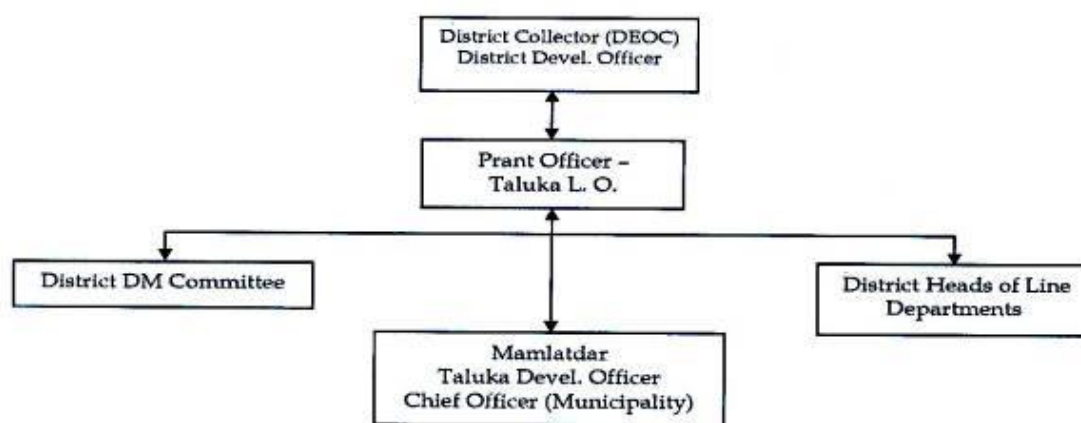 District Collector (DEOC)
District Devel. Officer
Prant Officer –
Taluka L. O.
District DM Committee
District Heads of Line
Departments
Mamlatdar
Taluka Devel. Officer
Chief Officer (Municipality)